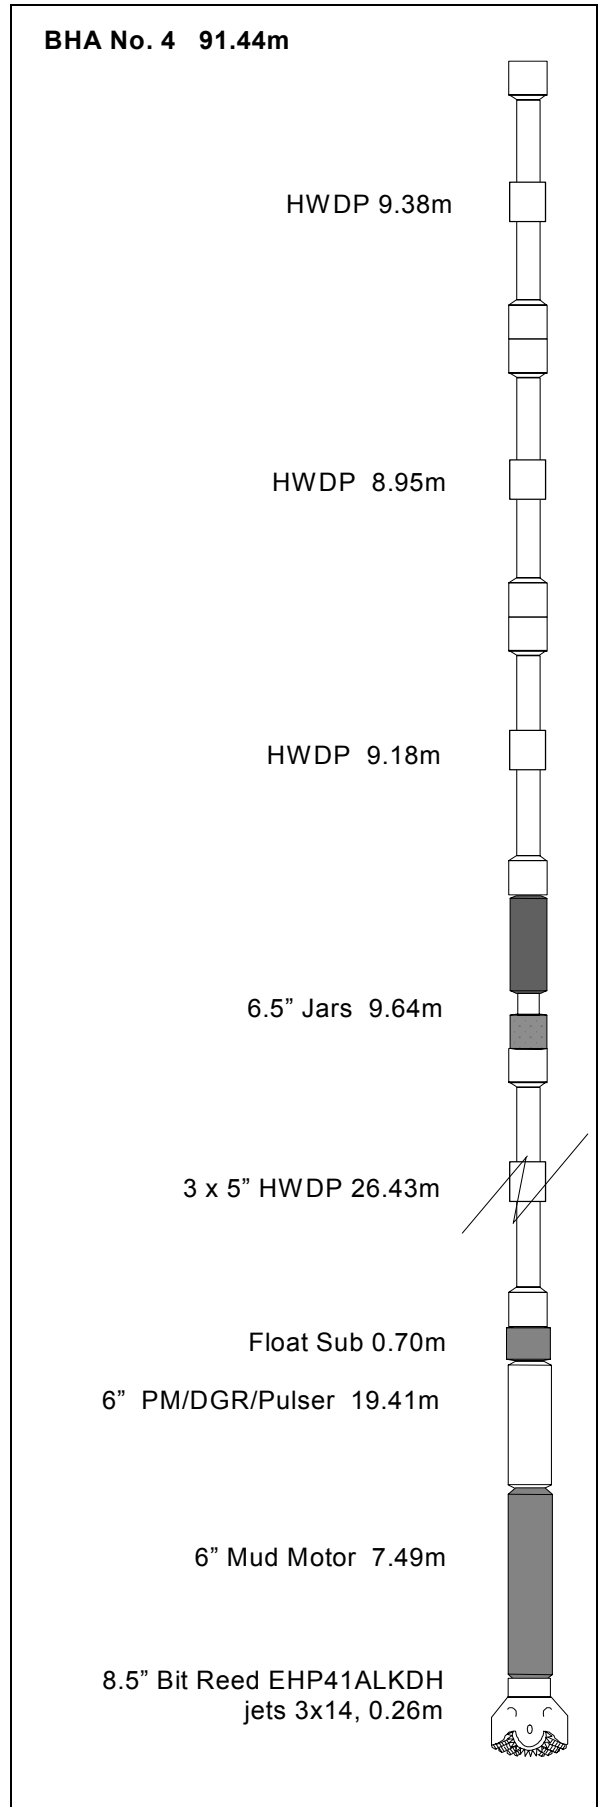 BHA No. 4 91.44m
HWDP 9.38m
HWDP 8.95m
HWDP 9.18m
6.5” Jars 9.64m
3 x 5” HWDP 26.43m
Float Sub 0.70m
6” PM/DGR/Pulser 19.41m
6” Mud Motor 7.49m
8.5” Bit Reed EHP41ALKDH
jets 3x14, 0.26m